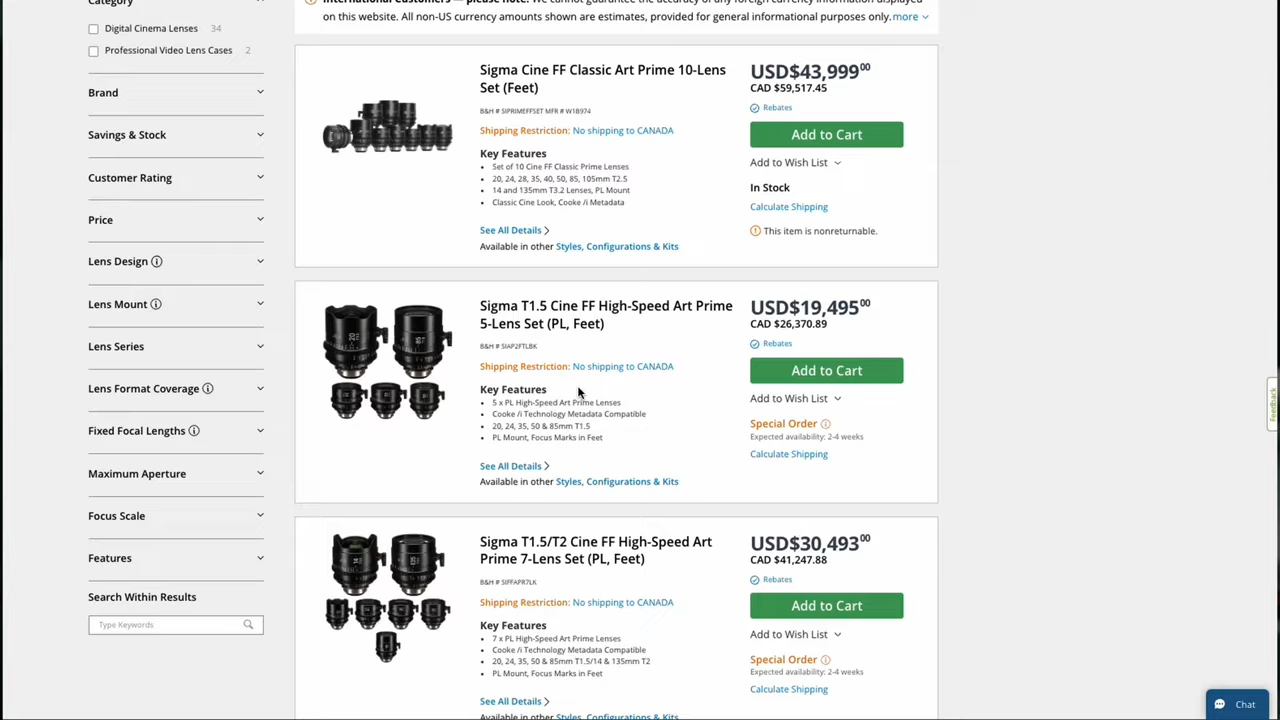 Category
Digital Cinema Lenses 34
Professional Video Lens Cases 2
Brand
Savings & Stock
Customer Rating
Price
Lens Design
Lens Mount
Lens Series
Lens Format Coverage
Fixed Focal Lengths
Maximum Aperture
Focus Scale
Features
Search Within Results
Type Keywords
International Customers — please note: We cannot guarantee the accuracy of any foreign currency information displayed
on this website. All non-US currency amounts shown are estimates, provided for general informational purposes only. more
Sigma Cine FF Classic Art Prime 10-Lens
Set (Feet)
B&H # SIPRIMEFFSET MFR # W1B974
Shipping Restriction: No shipping to CANADA
Key Features
Set of 10 Cine FF Classic Prime Lenses
20, 24, 28, 35, 40, 50, 85, 105mm T2.5
14 and 135mm T3.2 Lenses, PL Mount
Classic Cine Look, Cooke /i Metadata
See All Details
Available in other Styles, Configurations & Kits
USD$43,999.00
CAD $59,517.45
Rebates
Add to Cart
Add to Wish List
In Stock
Calculate Shipping
This item is nonreturnable.
Sigma T1.5 Cine FF High-Speed Art Prime
5-Lens Set (PL, Feet)
B&H # SIAP2FTLBK
Shipping Restriction: No shipping to CANADA
Key Features
5 x PL High-Speed Art Prime Lenses
Cooke /i Technology Metadata Compatible
20, 24, 35, 50 & 85mm T1.5
PL Mount, Focus Marks in Feet
See All Details
Available in other Styles, Configurations & Kits
USD$19,495.00
CAD $26,370.89
Rebates
Add to Cart
Add to Wish List
Special Order
Expected availability: 2-4 weeks
Calculate Shipping
Sigma T1.5/T2 Cine FF High-Speed Art
Prime 7-Lens Set (PL, Feet)
B&H # SIFFAPR7LK
Shipping Restriction: No shipping to CANADA
Key Features
7 x PL High-Speed Art Prime Lenses
Cooke /i Technology Metadata Compatible
20, 24, 35, 50 & 85mm T1.5/14 & 135mm T2
PL Mount, Focus Marks in Feet
See All Details
Available in other Styles, Configurations & Kits
USD$30,493.00
CAD $41,247.88
Rebates
Add to Cart
Add to Wish List
Special Order
Expected availability: 2-4 weeks
Calculate Shipping
Feedback
Chat